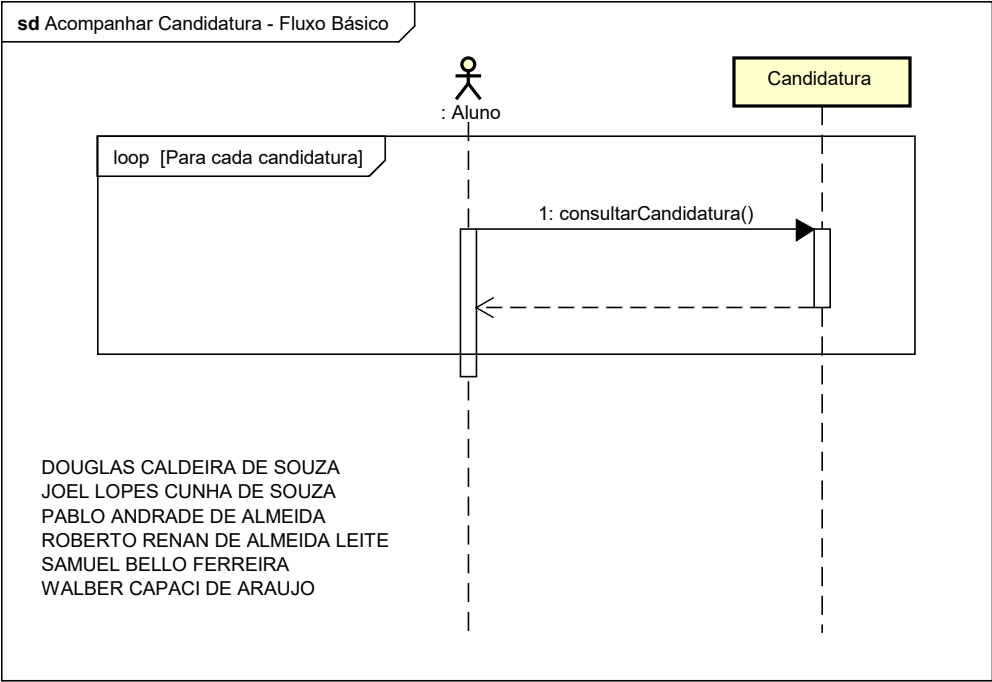 sd Acompanhar Candidatura - Fluxo Básico
: Aluno
Candidatura
loop [Para cada candidatura]
1: consultarCandidatura()
DOUGLAS CALDEIRA DE SOUZA
JOEL LOPES CUNHA DE SOUZA
PABLO ANDRADE DE ALMEIDA
ROBERTO RENAN DE ALMEIDA LEITE
SAMUEL BELLO FERREIRA
WALBER CAPACI DE ARAUJO